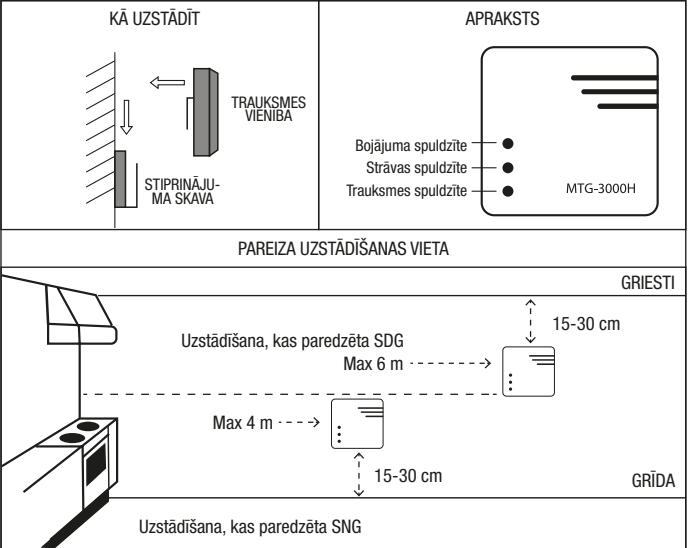 KĀ UZSTĀDĪT
TRAUKSMES
VIENIBA
STIPRINĀJU-
MA SKAVA
APRAKSTS
Bojājuma spuldzīte
Strāvas spuldzīte
Trauksmes spuldzīte
MTG-3000H
PAREIZA UZSTĀDĪŠANAS VIETA
GRIESTI
15-30 cm
Uzstādīšana, kas paredzēta SDG
Max 6 m
Max 4 m
15-30 cm
GRĪDA
Uzstādīšana, kas paredzēta SNG